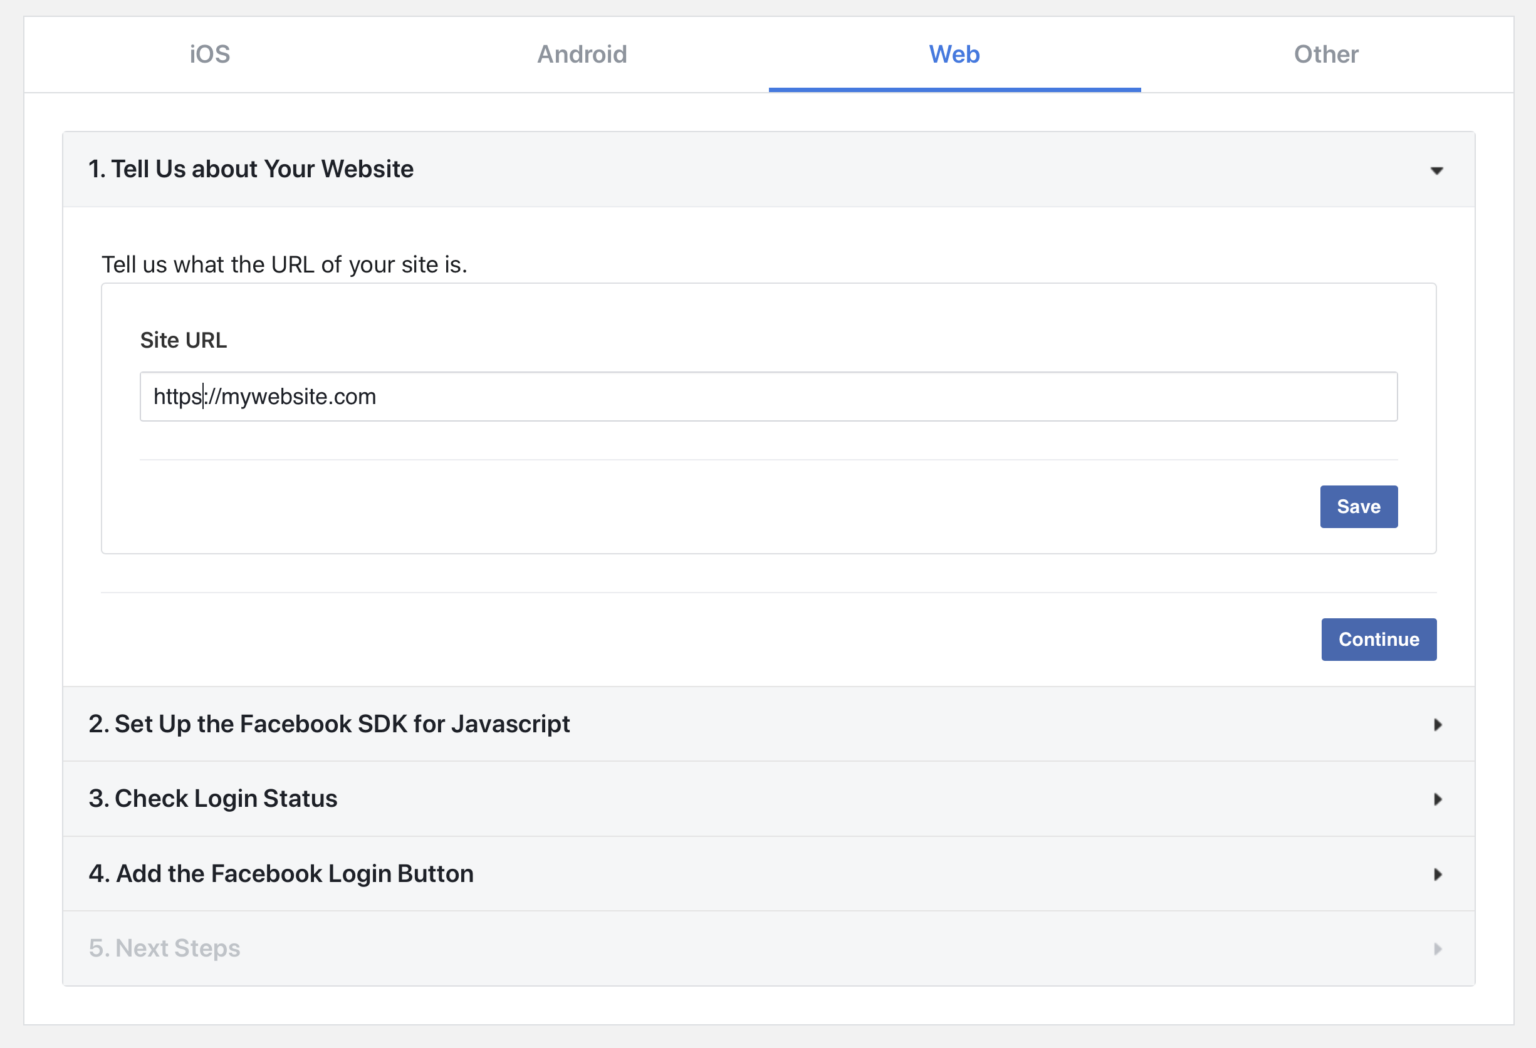 iOS Android Web Other
1. Tell Us about Your Website
Tell us what the URL of your site is.
Site URL
https://mywebsite.com
Save
Continue
2. Set Up the Facebook SDK for Javascript
3. Check Login Status
4. Add the Facebook Login Button
5. Next Steps